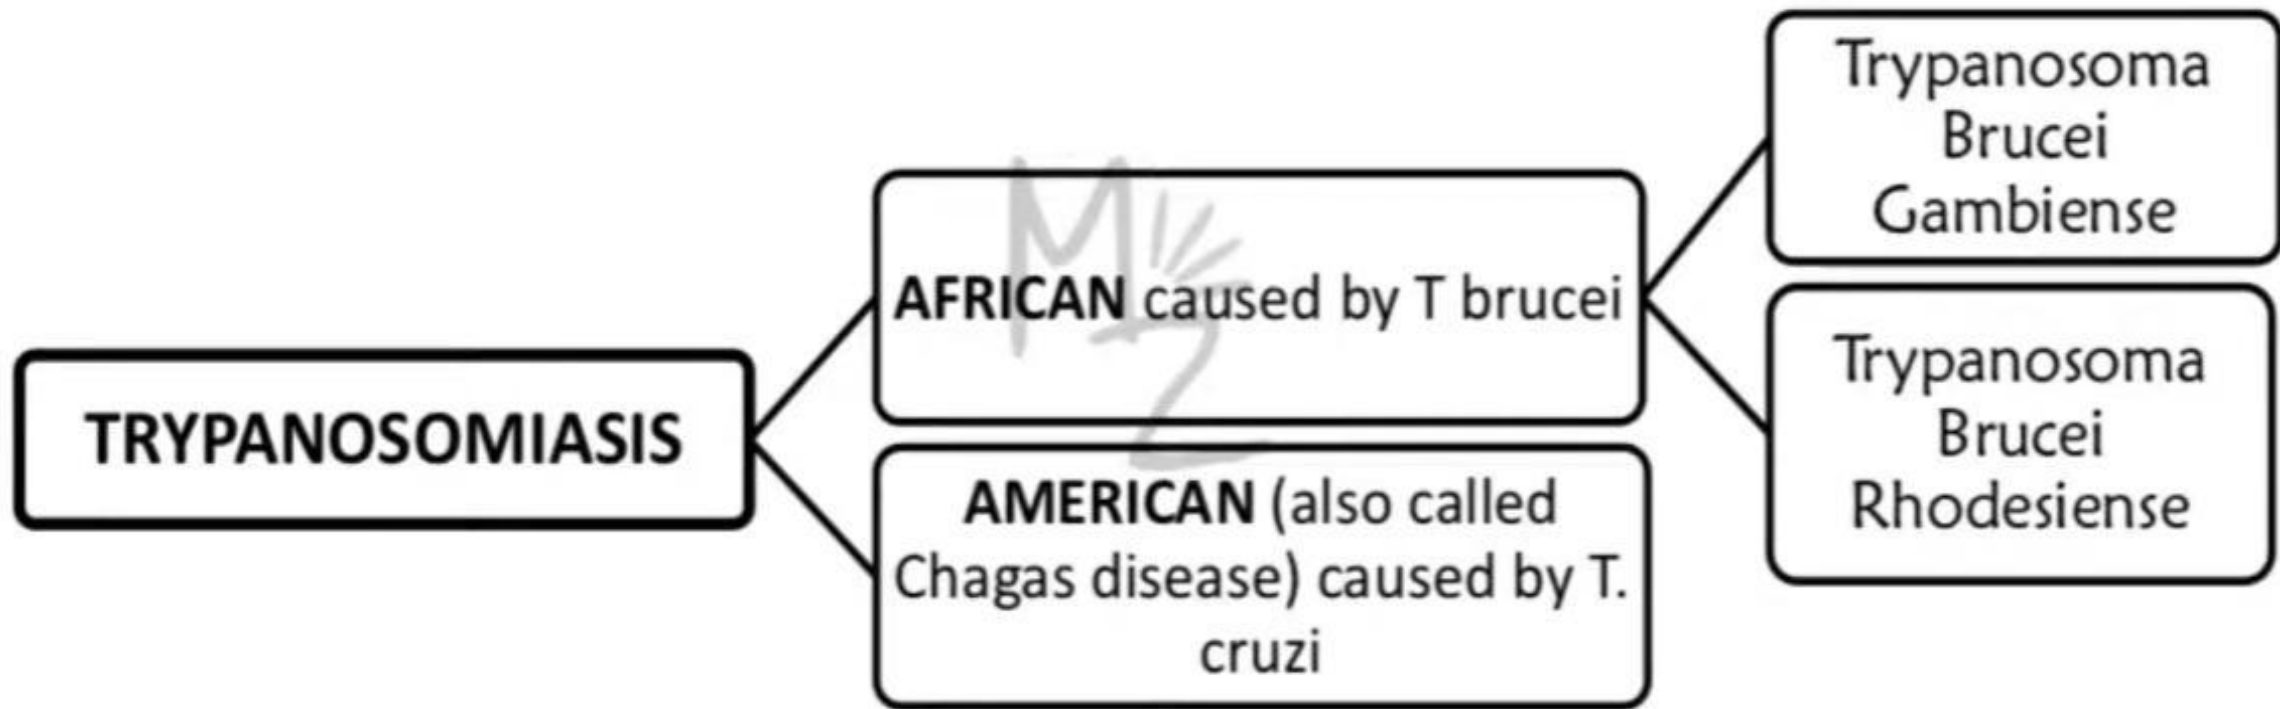 TRYPANOSOMIASIS
AFRICAN caused by T brucei
AMERICAN (also called
Chagas disease) caused by T.
cruzi
Trypanosoma
Brucei
Gambiense
Trypanosoma
Brucei
Rhodesiense
MZ